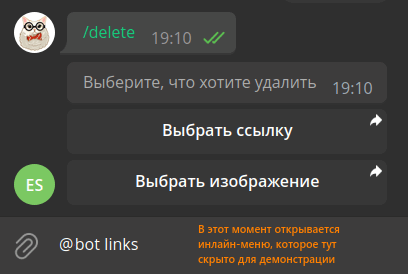 /delete 19:10
Выберите, что хотите удалить 19:10
Выбрать ссылку
ES
Выбрать изображение
@bot links
В этот момент открывается
инлайн-меню, которое тут
скрыто для демонстрации